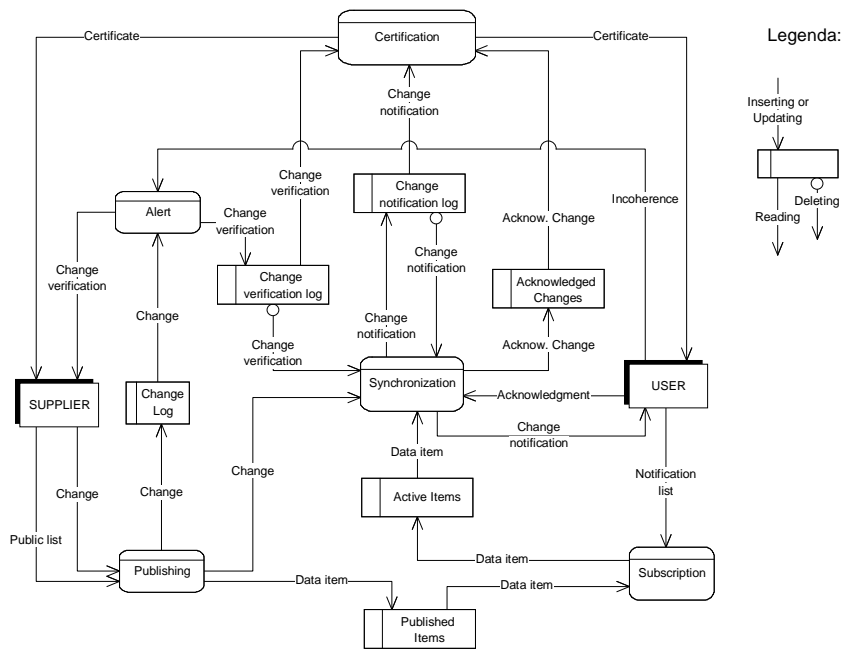 Certification
Certificate
Certificate
Legenda:
Change
notification
Inserting or
Updating
Change
verification
Change
notification log
Incoherence
Deleting
Reading
Alert
Change
verification
Acknow. Change
Change
verification
Change
notification
Change
verification log
Acknowledged
Changes
Change
Change
notification
Change
verification
Acknow. Change
Synchronization
SUPPLIER
Change
Log
USER
Acknowledgment
Change
notification
Data item
Change
Change
Change
Notification
list
Active Items
Public list
Publishing
Data item
Subscription
Data item
Data item
Published
Items